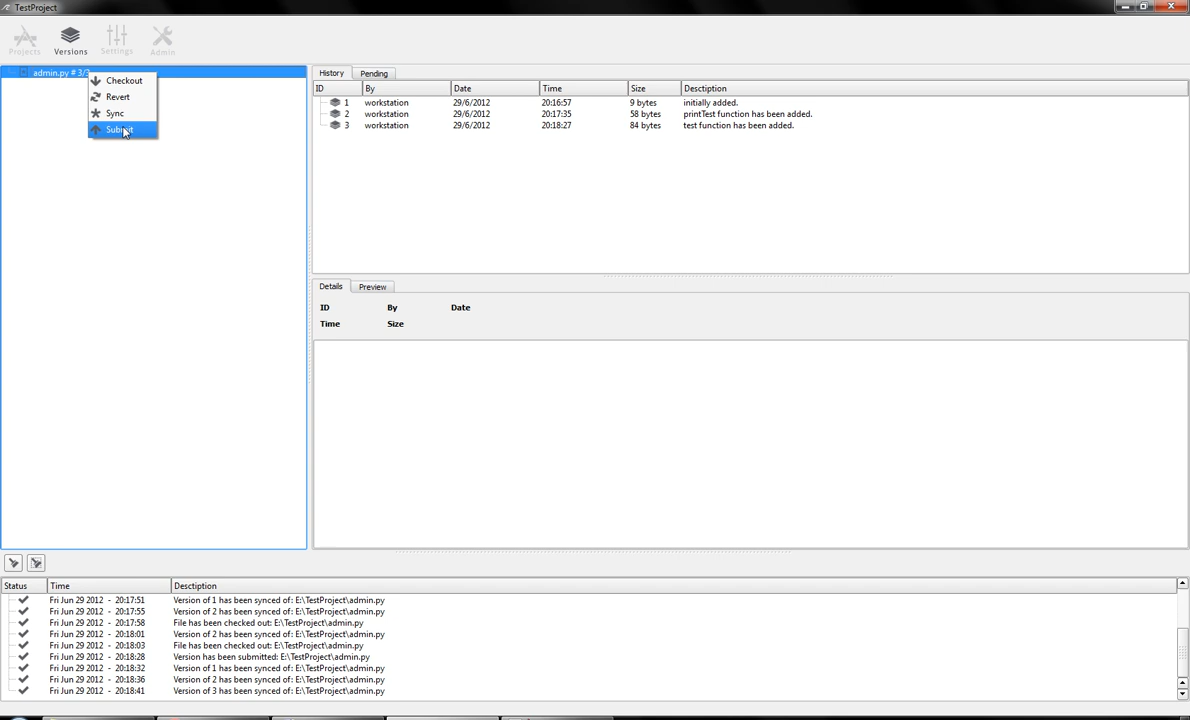 TestProject
Projects Versions Settings Admin
admin.py # 3/3
Checkout
Revert
Sync
Submit
History Pending
ID By Date Time Size Description
1 workstation 29/6/2012 20:16:57 9 bytes initially added.
2 workstation 29/6/2012 20:17:35 58 bytes printTest function has been added.
3 workstation 29/6/2012 20:18:27 84 bytes test function has been added.
Details Preview
ID By Date
Time Size
Status Time Desctiption
Fri Jun 29 2012 - 20:17:51 Version of 1 has been synced of: E:\TestProject\admin.py
Fri Jun 29 2012 - 20:17:55 Version of 2 has been synced of: E:\TestProject\admin.py
Fri Jun 29 2012 - 20:17:58 File has been checked out: E:\TestProject\admin.py
Fri Jun 29 2012 - 20:18:01 Version of 2 has been synced of: E:\TestProject\admin.py
Fri Jun 29 2012 - 20:18:03 File has been checked out: E:\TestProject\admin.py
Fri Jun 29 2012 - 20:18:28 Version has been submitted: E:\TestProject\admin.py
Fri Jun 29 2012 - 20:18:32 Version of 1 has been synced of: E:\TestProject\admin.py
Fri Jun 29 2012 - 20:18:36 Version of 2 has been synced of: E:\TestProject\admin.py
Fri Jun 29 2012 - 20:18:41 Version of 3 has been synced of: E:\TestProject\admin.py